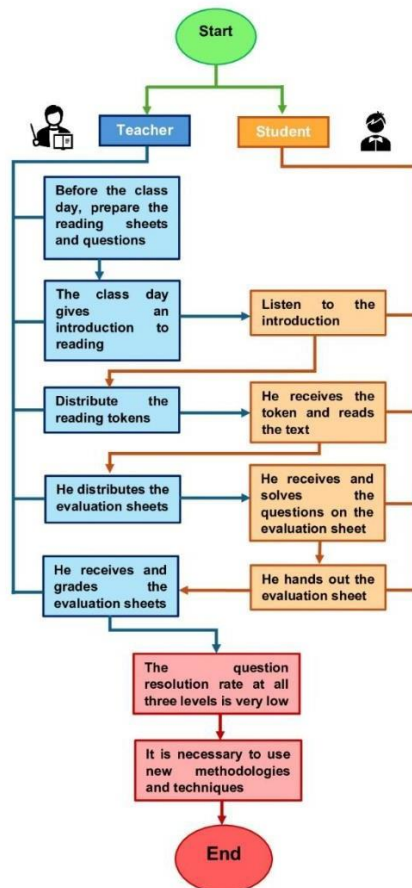 Start
Teacher
Student
Before the class
day, prepare the
reading sheets
and questions
The class day
gives an
introduction to
reading
Listen to the
introduction
Distribute the
reading tokens
He receives the
token and reads
the text
He distributes the
evaluation sheets
He receives and
solves the
questions on the
evaluation sheet
He receives and
grades the
evaluation sheets
He hands out the
evaluation sheet
The question
resolution rate at all
three levels is very low
It is necessary to use
new methodologies
and techniques
End